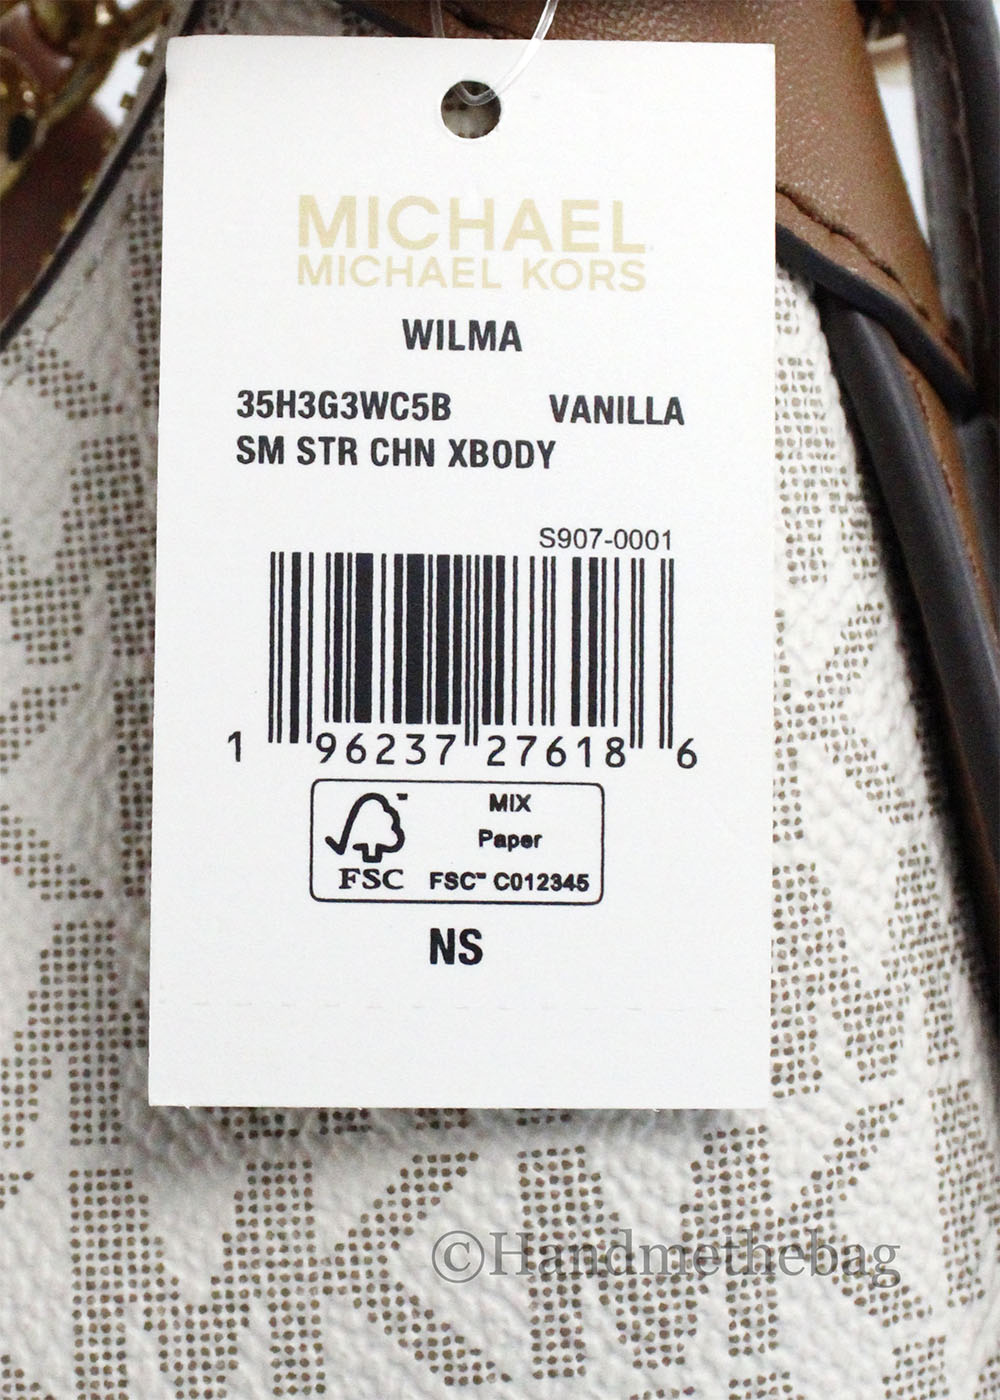 MICHAEL
MICHAEL KORS
WILMA
35H3G3WC5B VANILLA
SM STR CHN XBODY
S907-0001
1 96237 27618 6
MIX
Paper
FSC™ C012345
FSC
NS
©Handmethebag